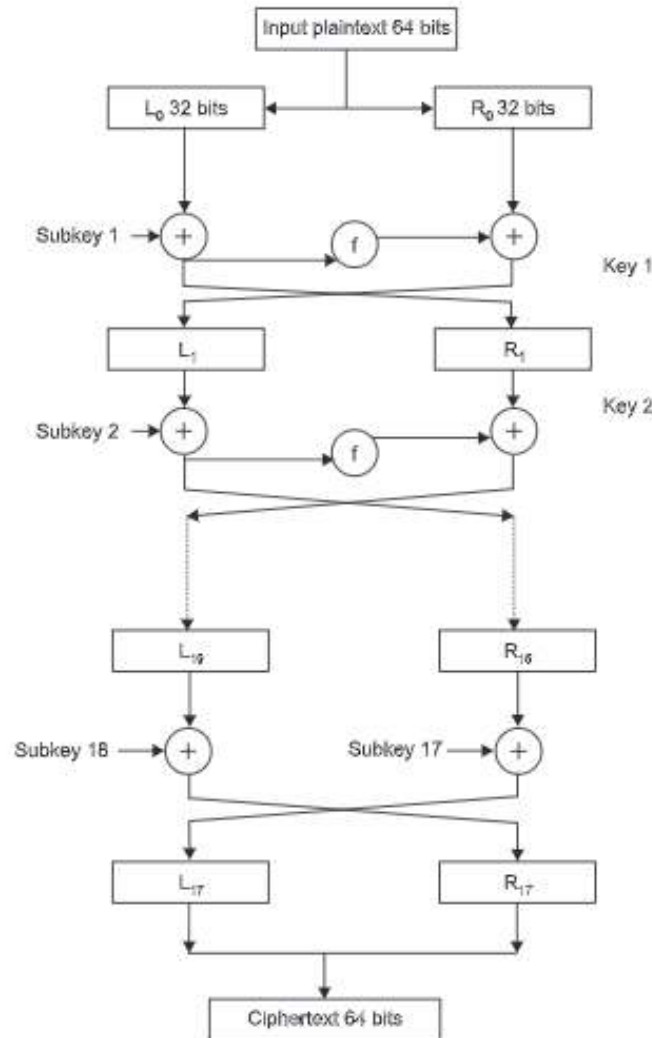 Input plaintext 64 bits
L₀ 32 bits
R₀ 32 bits
Subkey 1
+
f
+
Key 1
L₁
R₁
Key 2
Subkey 2
+
f
+
L₁₆
R₁₆
Subkey 18
+
Subkey 17
+
L₁₇
R₁₇
Ciphertext 64 bits